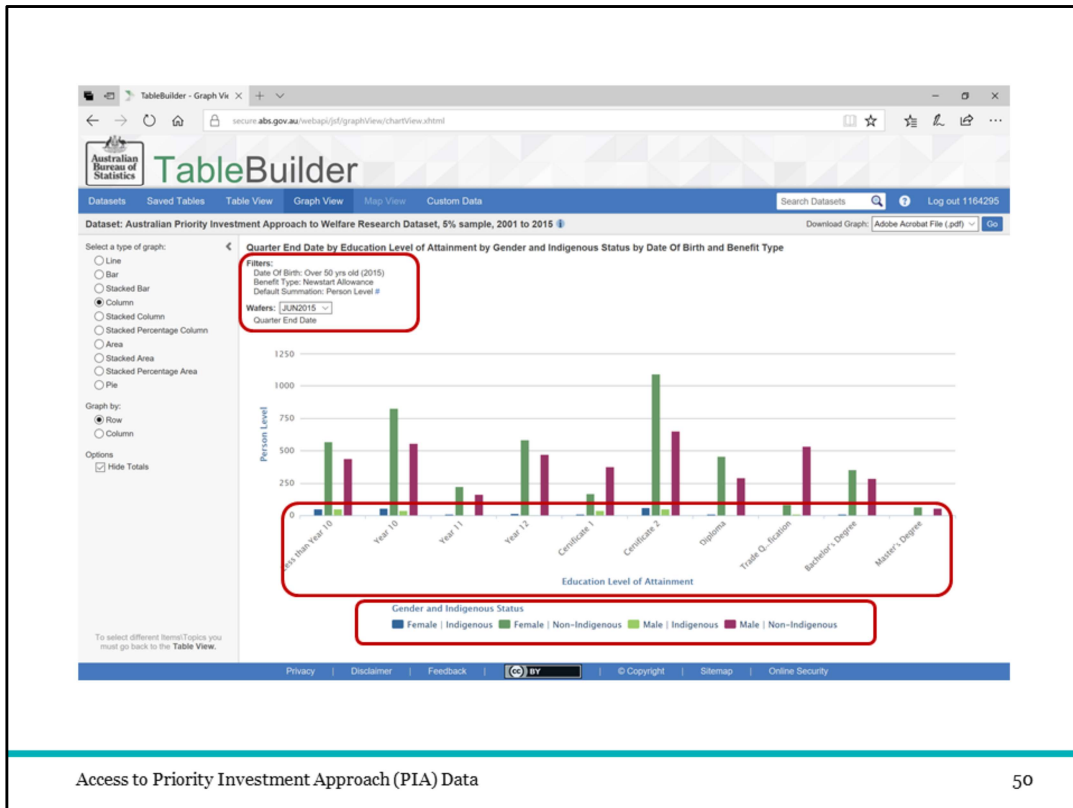 TableBuilder - Graph Vie
secure.abs.gov.au/webapi/jsf/graphView/chartView.xhtml
Australian
Bureau of
Statistics
TableBuilder
Datasets Saved Tables Table View Graph View Map View Custom Data Search Datasets Log out 1164295
Dataset: Australian Priority Investment Approach to Welfare Research Dataset, 5% sample, 2001 to 2015 Download Graph: Adobe Acrobat File (.pdf) Go
Select a type of graph:
Line
Bar
Stacked Bar
Column
Stacked Column
Stacked Percentage Column
Area
Stacked Area
Stacked Percentage Area
Pie
Graph by:
Row
Column
Options
Hide Totals
To select different Items\Topics you
must go back to the Table View.
Quarter End Date by Education Level of Attainment by Gender and Indigenous Status by Date Of Birth and Benefit Type
Filters:
Date Of Birth: Over 50 yrs old (2015)
Benefit Type: Newstart Allowance
Default Summation: Person Level #
Wafers: JUN2015
Quarter End Date
Person Level
1250
1000
750
500
250
0
Less than Year 10
Year 10
Year 11
Year 12
Cerificate 1
Cerificate 2
Diploma
Trade Q...fication
Bachelor's Degree
Master's Degree
Education Level of Attainment
Gender and Indigenous Status
Female | Indigenous Female | Non-Indigenous Male | Indigenous Male | Non-Indigenous
Privacy | Disclaimer | Feedback | (cc) BY | © Copyright | Sitemap | Online Security
Access to Priority Investment Approach (PIA) Data 50